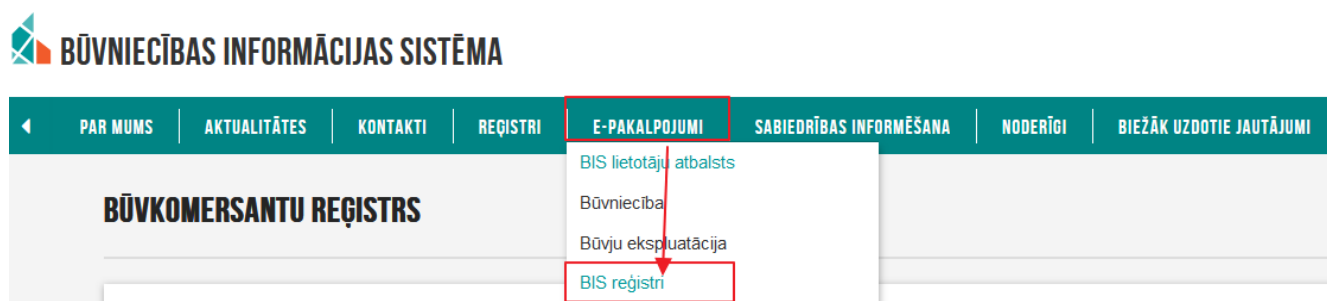 BŪVNIECĪBAS INFORMĀCIJAS SISTĒMA
PAR MUMS AKTUALITĀTES KONTAKTI REĢISTRI E-PAKALPOJUMI SABIEDRĪBAS INFORMĒŠANA NODERĪGI BIEŽĀK UZDOTIE JAUTĀJUMI
BIS lietotāju atbalsts
BŪVKOMERSANTU REĢISTRS
Būvniecība
Būvju ekspluatācija
BIS reģistri